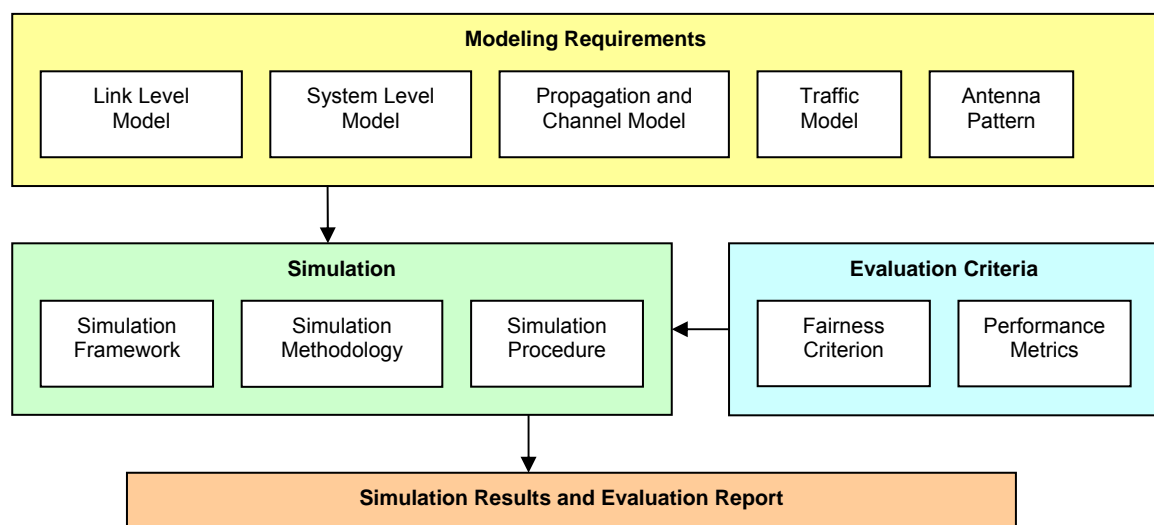 Modeling Requirements
Link Level
Model
System Level
Model
Propagation and
Channel Model
Traffic
Model
Antenna
Pattern
Simulation
Simulation
Framework
Simulation
Methodology
Simulation
Procedure
Evaluation Criteria
Fairness
Criterion
Performance
Metrics
Simulation Results and Evaluation Report